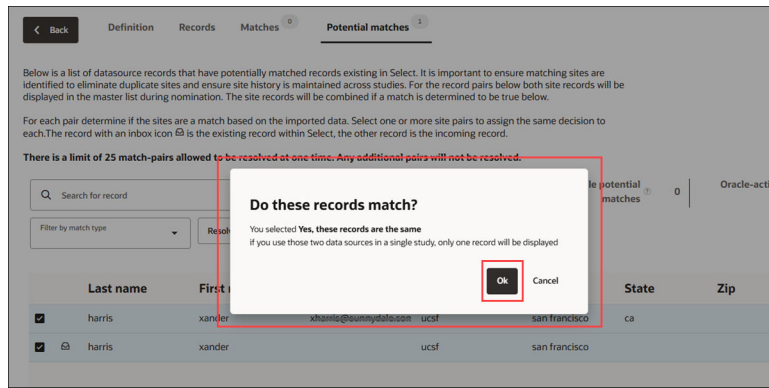 Back
Definition
Records
Matches 0
Potential matches 1
Below is a list of datasource records that have potentially matched records existing in Select. It is important to ensure matching sites are
identified to eliminate duplicate sites and ensure site history is maintained across studies. For the record pairs below both site records will be
displayed in the master list during nomination. The site records will be combined if a match is determined to be true below.
For each pair determine if the sites are a match based on the imported data. Select one or more site pairs to assign the same decision to
each.The record with an inbox icon is the existing record within Select, the other record is the incoming record.
There is a limit of 25 match-pairs allowed to be resolved at one time. Any additional pairs will not be resolved.
Search for record
le potential
matches
0
Oracle-acti
Filter by match type
Resol
Do these records match?
You selected Yes, these records are the same
if you use those two data sources in a single study, only one record will be displayed
Ok
Cancel
Last name
First
State
Zip
harris xander xharris@sunnydale.con ucsf san francisco ca
harris xander ucsf san francisco